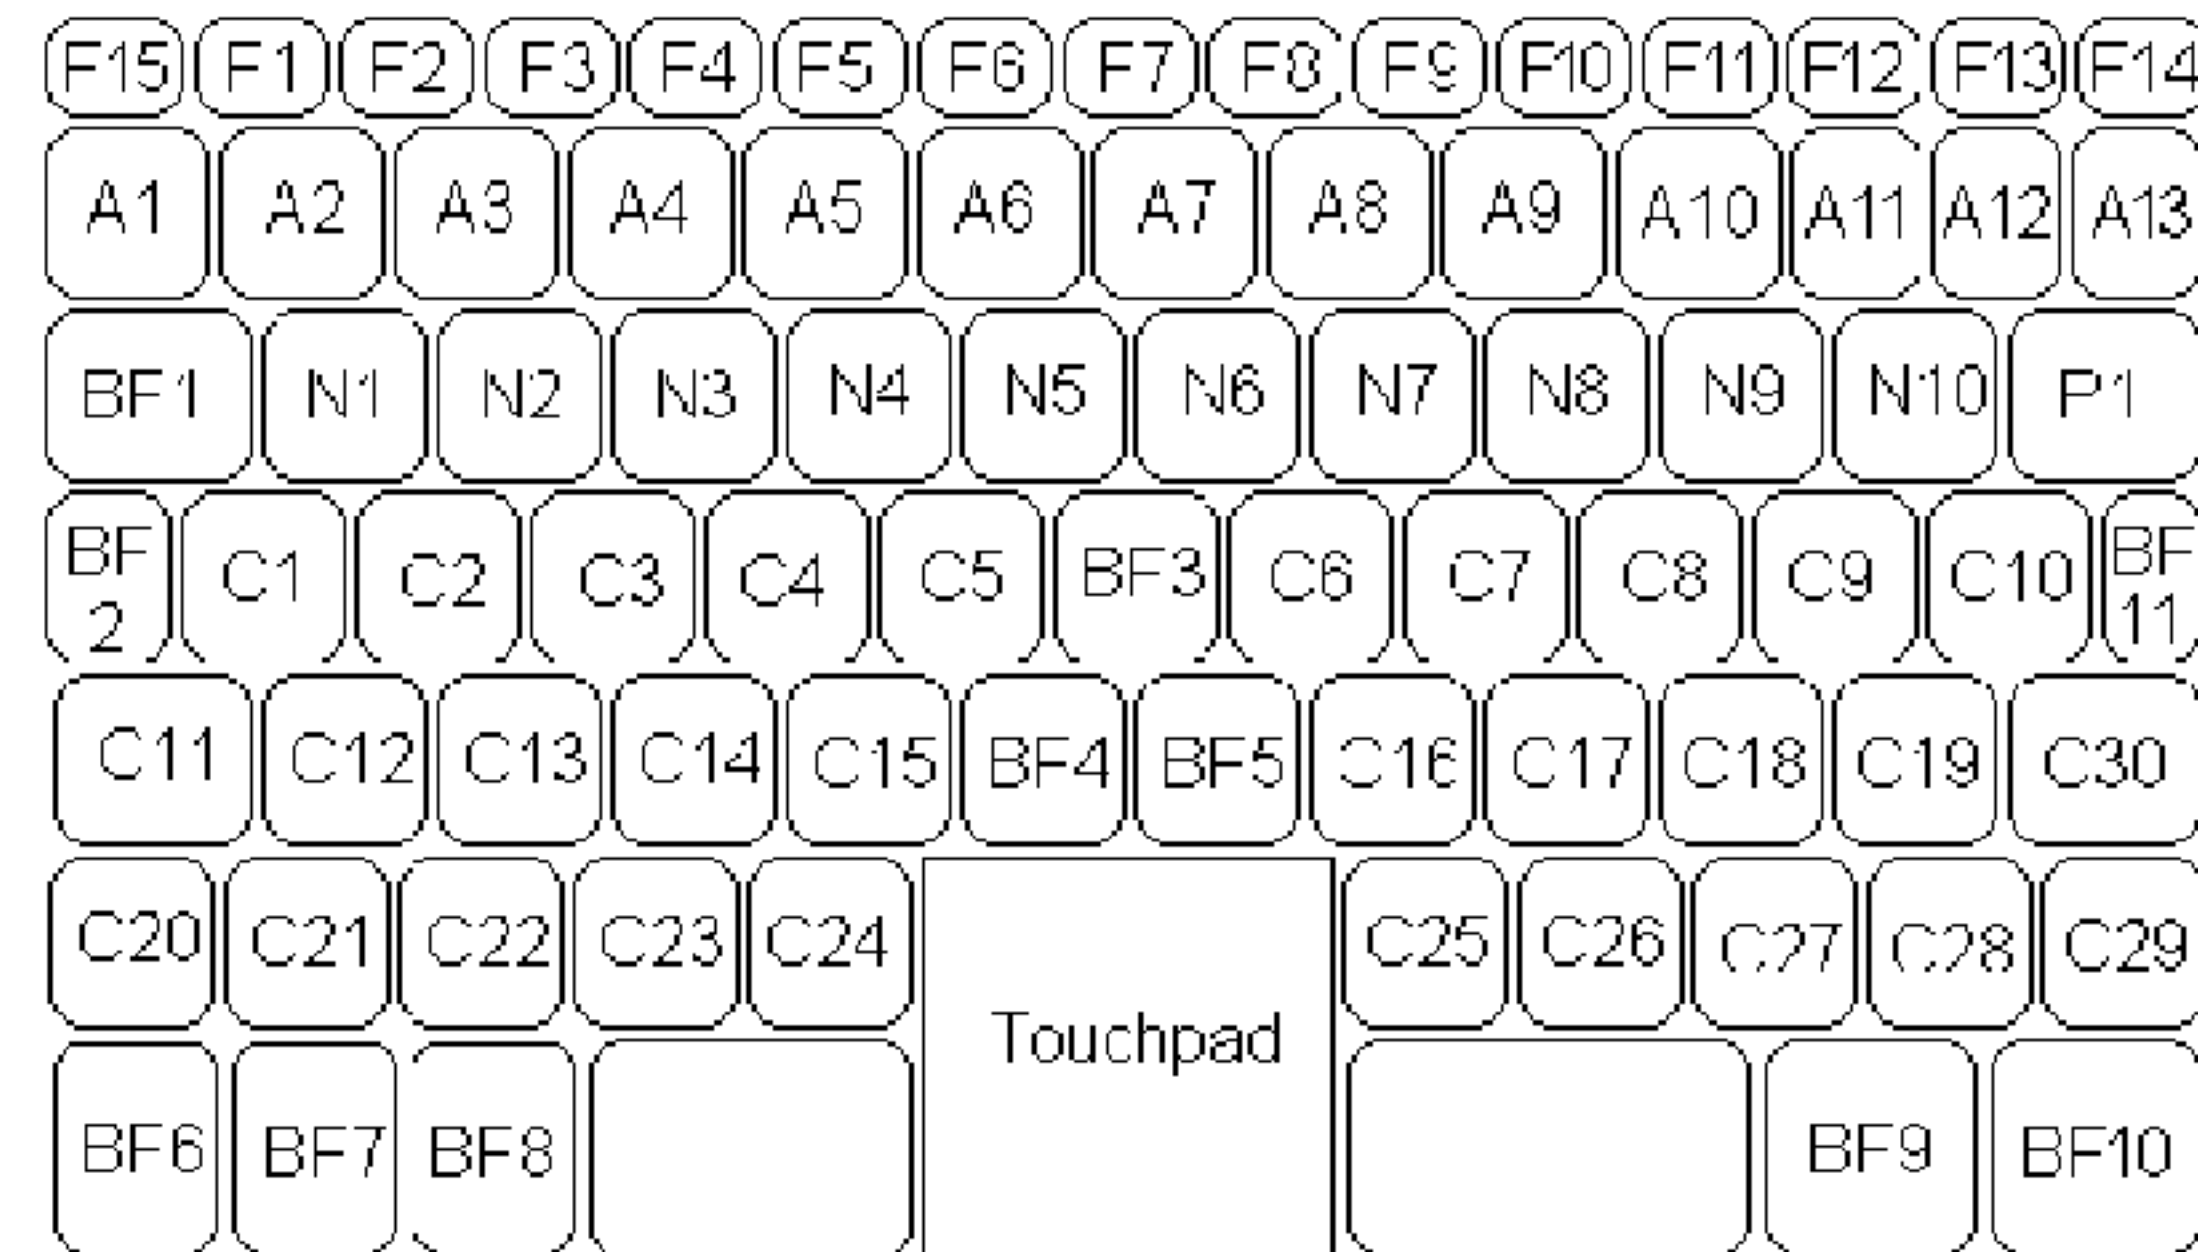 F15 F1 F2 F3 F4 F5 F6 F7 F8 F9 F10 F11 F12 F13 F14
A1 A2 A3 A4 A5 A6 A7 A8 A9 A10 A11 A12 A13
BF1 N1 N2 N3 N4 N5 N6 N7 N8 N9 N10 P1
BF 2 C1 C2 C3 C4 C5 BF3 C6 C7 C8 C9 C10 BF 11
C11 C12 C13 C14 C15 BF4 BF5 C16 C17 C18 C19 C30
C20 C21 C22 C23 C24 C25 C26 C27 C28 C29
Touchpad
BF6 BF7 BF8 BF9 BF10